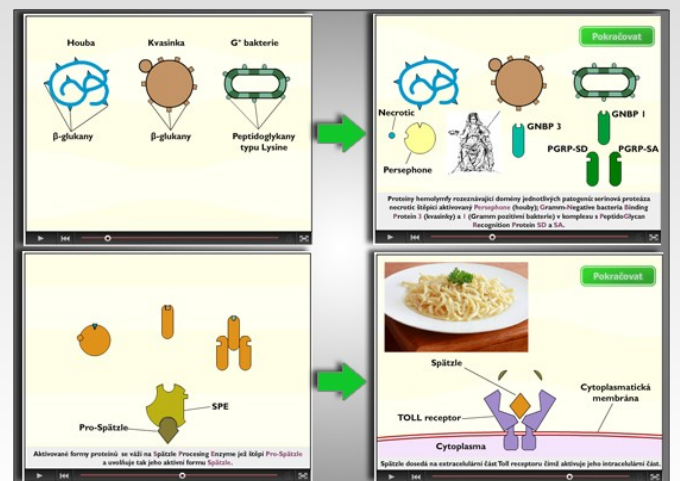 Houba Kvasinka G⁺ bakterie
β-glukany β-glukany Peptidoglykany
typu Lysine
Pokračovat
Necrotic
Persephone
GNBP 3
GNBP 1
PGRP-SD PGRP-SA
Proteiny hemolymfy rozeznávající domény jednotlivých patogenů: serinová proteáza
necrotic štěpící aktivovaný Persephone (houby); Gramm-Negative bacteria Binding
Protein 3 (kvasinky) a 1 (Gramm pozitivní bakterie) v komplexu s PeptidoGlycan
Recognition Protein SD a SA.
SPE
Pro-Spätzle
Aktivované formy proteinů se váží na Spätzle Procesing Enzyme jež štěpí Pro-Spätzle
a uvolňuje tak jeho aktivní formu Spätzle.
Pokračovat
Spätzle
Cytoplasmatická
membrána
TOLL receptor
Cytoplasma
Spätzle dosedá na extracelulární část Toll receptoru čímž aktivuje jeho intracelulární část.